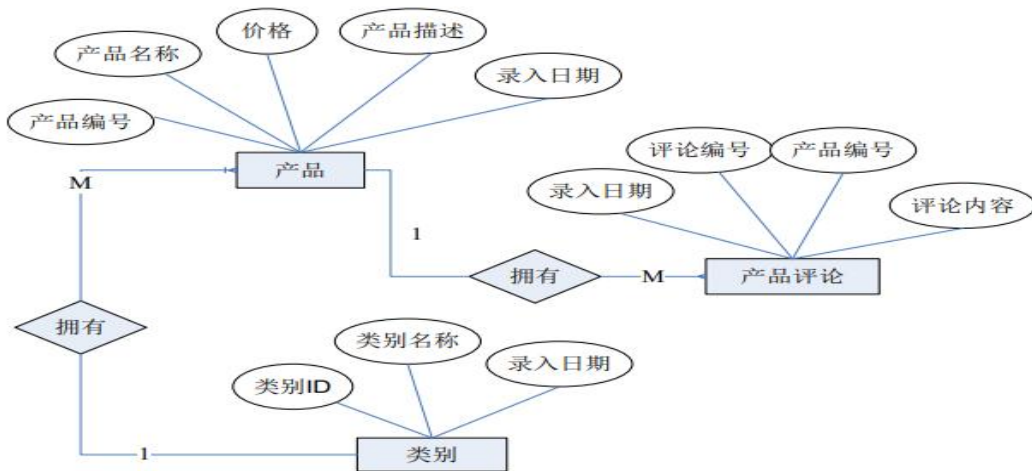 价格
产品描述
产品名称
录入日期
产品编号
产品
M
评论编号
产品编号
录入日期
评论内容
1
拥有
M
产品评论
拥有
类别名称
录入日期
类别ID
类别
1